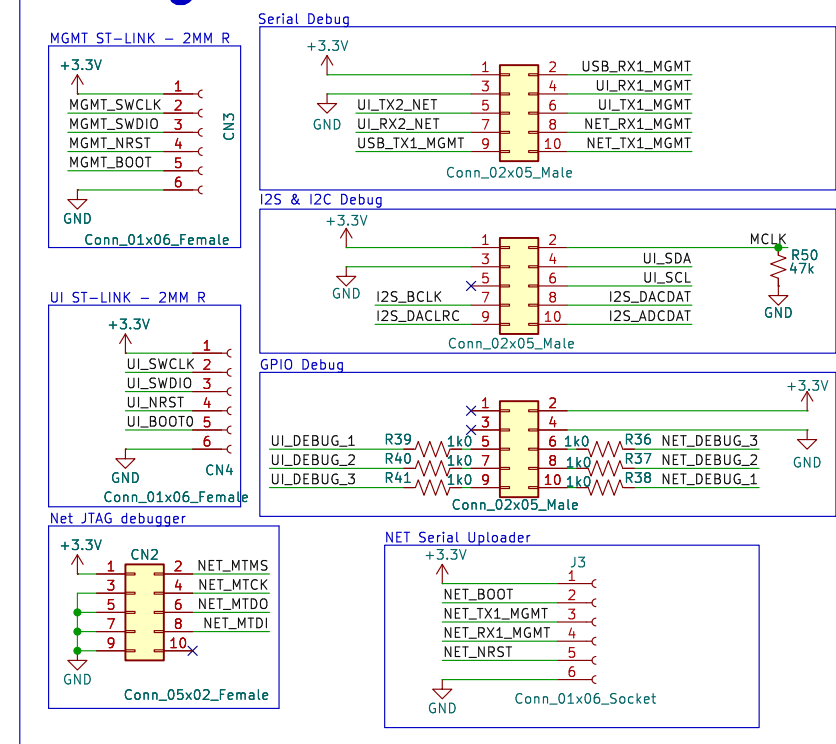 MGMT ST-LINK - 2MM R
+3.3V
1
MGMT_SWCLK 2
MGMT_SWDIO 3
MGMT_NRST 4
MGMT_BOOT 5
6
GND
CN3
Conn_01x06_Female
Serial Debug
+3.3V
1 2 USB_RX1_MGMT
3 4 UI_RX1_MGMT
GND
UI_TX2_NET 5 6 UI_TX1_MGMT
UI_RX2_NET 7 8 NET_RX1_MGMT
USB_TX1_MGMT 9 10 NET_TX1_MGMT
Conn_02x05_Male
I2S & I2C Debug
+3.3V
1 2 MCLK
3 4 UI_SDA
GND
5 6 UI_SCL
I2S_BCLK 7 8 I2S_DACDAT
I2S_DACLRC 9 10 I2S_ADCDAT
R50
47k
GND
Conn_02x05_Male
UI ST-LINK - 2MM R
+3.3V
1
UI_SWCLK 2
UI_SWDIO 3
UI_NRST 4
UI_BOOT0 5
6
GND
CN4
Conn_01x06_Female
GPIO Debug
+3.3V
1 2
3 4
GND
UI_DEBUG_1 R39 1k0 5 6 1k0 R36 NET_DEBUG_3
UI_DEBUG_2 R40 1k0 7 8 1k0 R37 NET_DEBUG_2
UI_DEBUG_3 R41 1k0 9 10 1k0 R38 NET_DEBUG_1
Conn_02x05_Male
Net JTAG debugger
+3.3V
CN2
1 2 NET_MTMS
3 4 NET_MTCK
5 6 NET_MTDO
7 8 NET_MTDI
9 10
GND
Conn_05x02_Female
NET Serial Uploader
+3.3V
J3
1
NET_BOOT 2
NET_TX1_MGMT 3
NET_RX1_MGMT 4
NET_NRST 5
6
GND
Conn_01x06_Socket